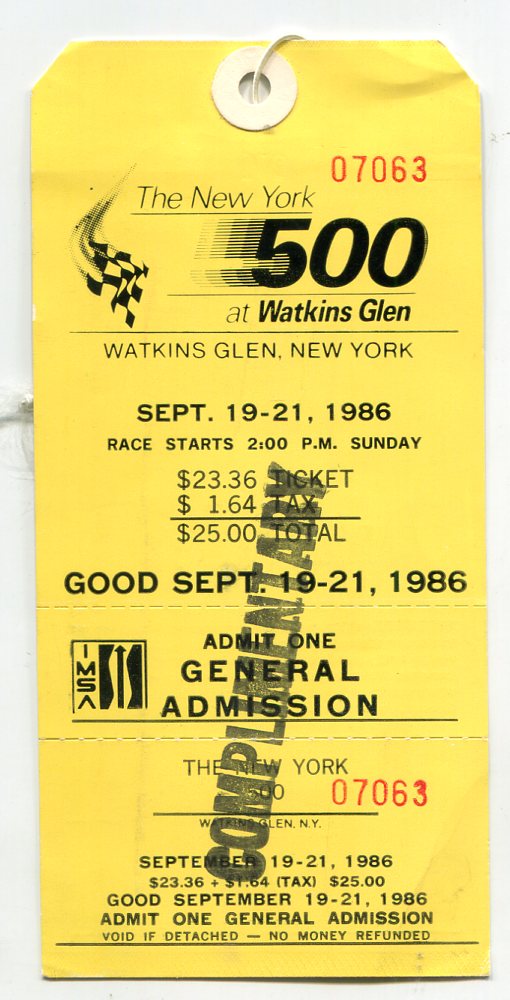 07063
The New York
500
at Watkins Glen
WATKINS GLEN, NEW YORK
SEPT. 19-21, 1986
RACE STARTS 2:00 P.M. SUNDAY
$23.36 TICKET
$ 1.64 TAX
$25.00 TOTAL
GOOD SEPT. 19-21, 1986
COMPLIMENTARY
IMSA
ADMIT ONE
GENERAL
ADMISSION
THE NEW YORK
500
07063
WATKINS GLEN, N.Y.
SEPTEMBER 19-21, 1986
$23.36 + $1.64 (TAX) $25.00
GOOD SEPTEMBER 19-21, 1986
ADMIT ONE GENERAL ADMISSION
VOID IF DETACHED — NO MONEY REFUNDED